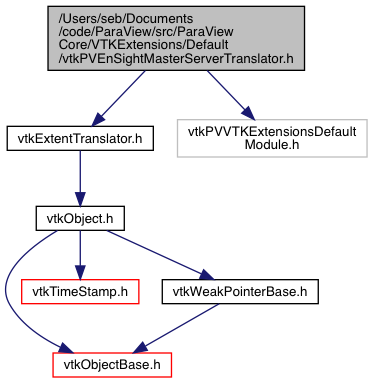 /Users/seb/Documents
/code/ParaView/src/ParaView
Core/VTKExtensions/Default
/vtkPVEnSightMasterServerTranslator.h
vtkExtentTranslator.h
vtkPVVTKExtensionsDefault
Module.h
vtkObject.h
vtkTimeStamp.h
vtkWeakPointerBase.h
vtkObjectBase.h